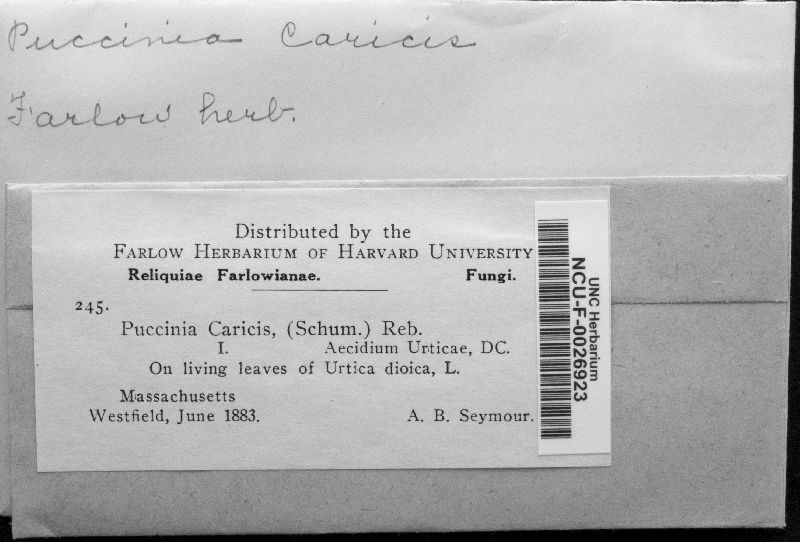 Puccinia Caricis
Farlow herb.
Distributed by the
FARLOW HERBARIUM OF HARVARD UNIVERSITY
Reliquiae Farlowianae. Fungi.
245.
Puccinia Caricis, (Schum.) Reb.
I. Aecidium Urticae, DC.
On living leaves of Urtica dioica, L.
Massachusetts
Westfield, June 1883. A. B. Seymour.
UNC Herbarium
NCU-F-0026923